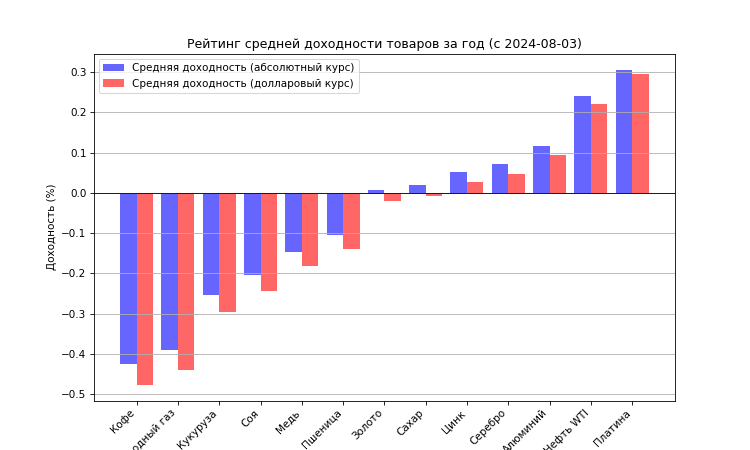 Рейтинг средней доходности товаров за год (с 2024-08-03)
Средняя доходность (абсолютный курс)
Средняя доходность (долларовый курс)
Доходность (%)
0.3
0.2
0.1
0.0
−0.1
−0.2
−0.3
−0.4
−0.5
Кофе
одный газ
Кукуруза
Соя
Медь
Пшеница
Золото
Сахар
Цинк
Серебро
Алюминий
Нефть WTI
Платина